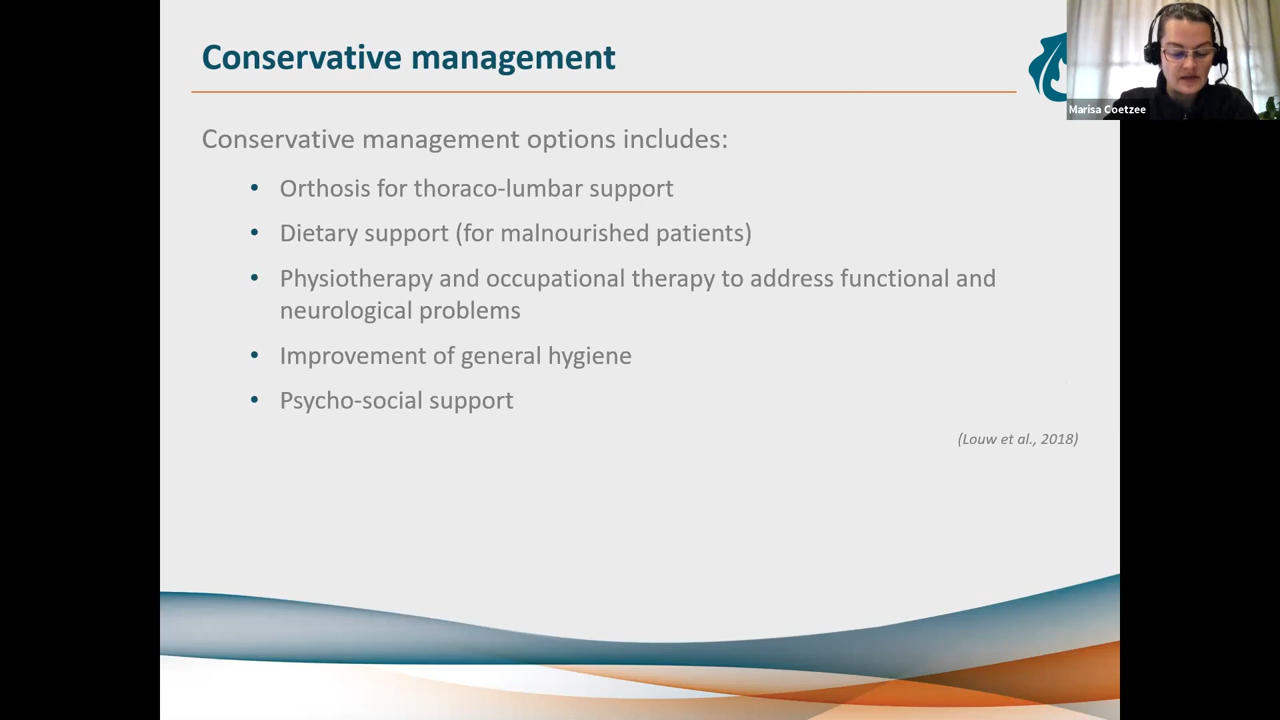 Conservative management
Marisa Coetzee
Conservative management options includes:
• Orthosis for thoraco-lumbar support
• Dietary support (for malnourished patients)
• Physiotherapy and occupational therapy to address functional and
neurological problems
• Improvement of general hygiene
• Psycho-social support
(Louw et al., 2018)